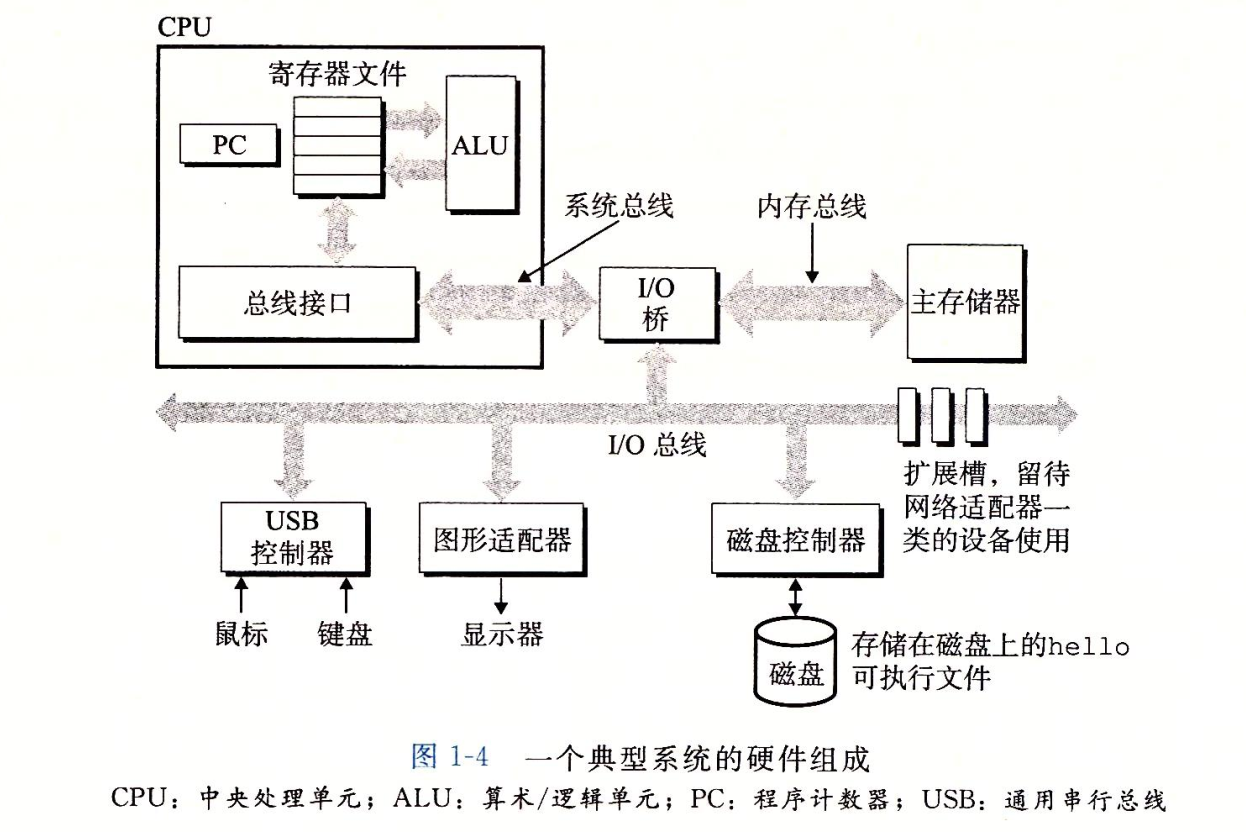 CPU
寄存器文件
PC
ALU
系统总线
内存总线
总线接口
I/O
桥
主存储器
I/O 总线
扩展槽，留待
网络适配器一
类的设备使用
USB
控制器
图形适配器
磁盘控制器
鼠标
键盘
显示器
磁盘
存储在磁盘上的hello
可执行文件
图 1-4 一个典型系统的硬件组成
CPU：中央处理单元；ALU：算术/逻辑单元；PC：程序计数器；USB：通用串行总线